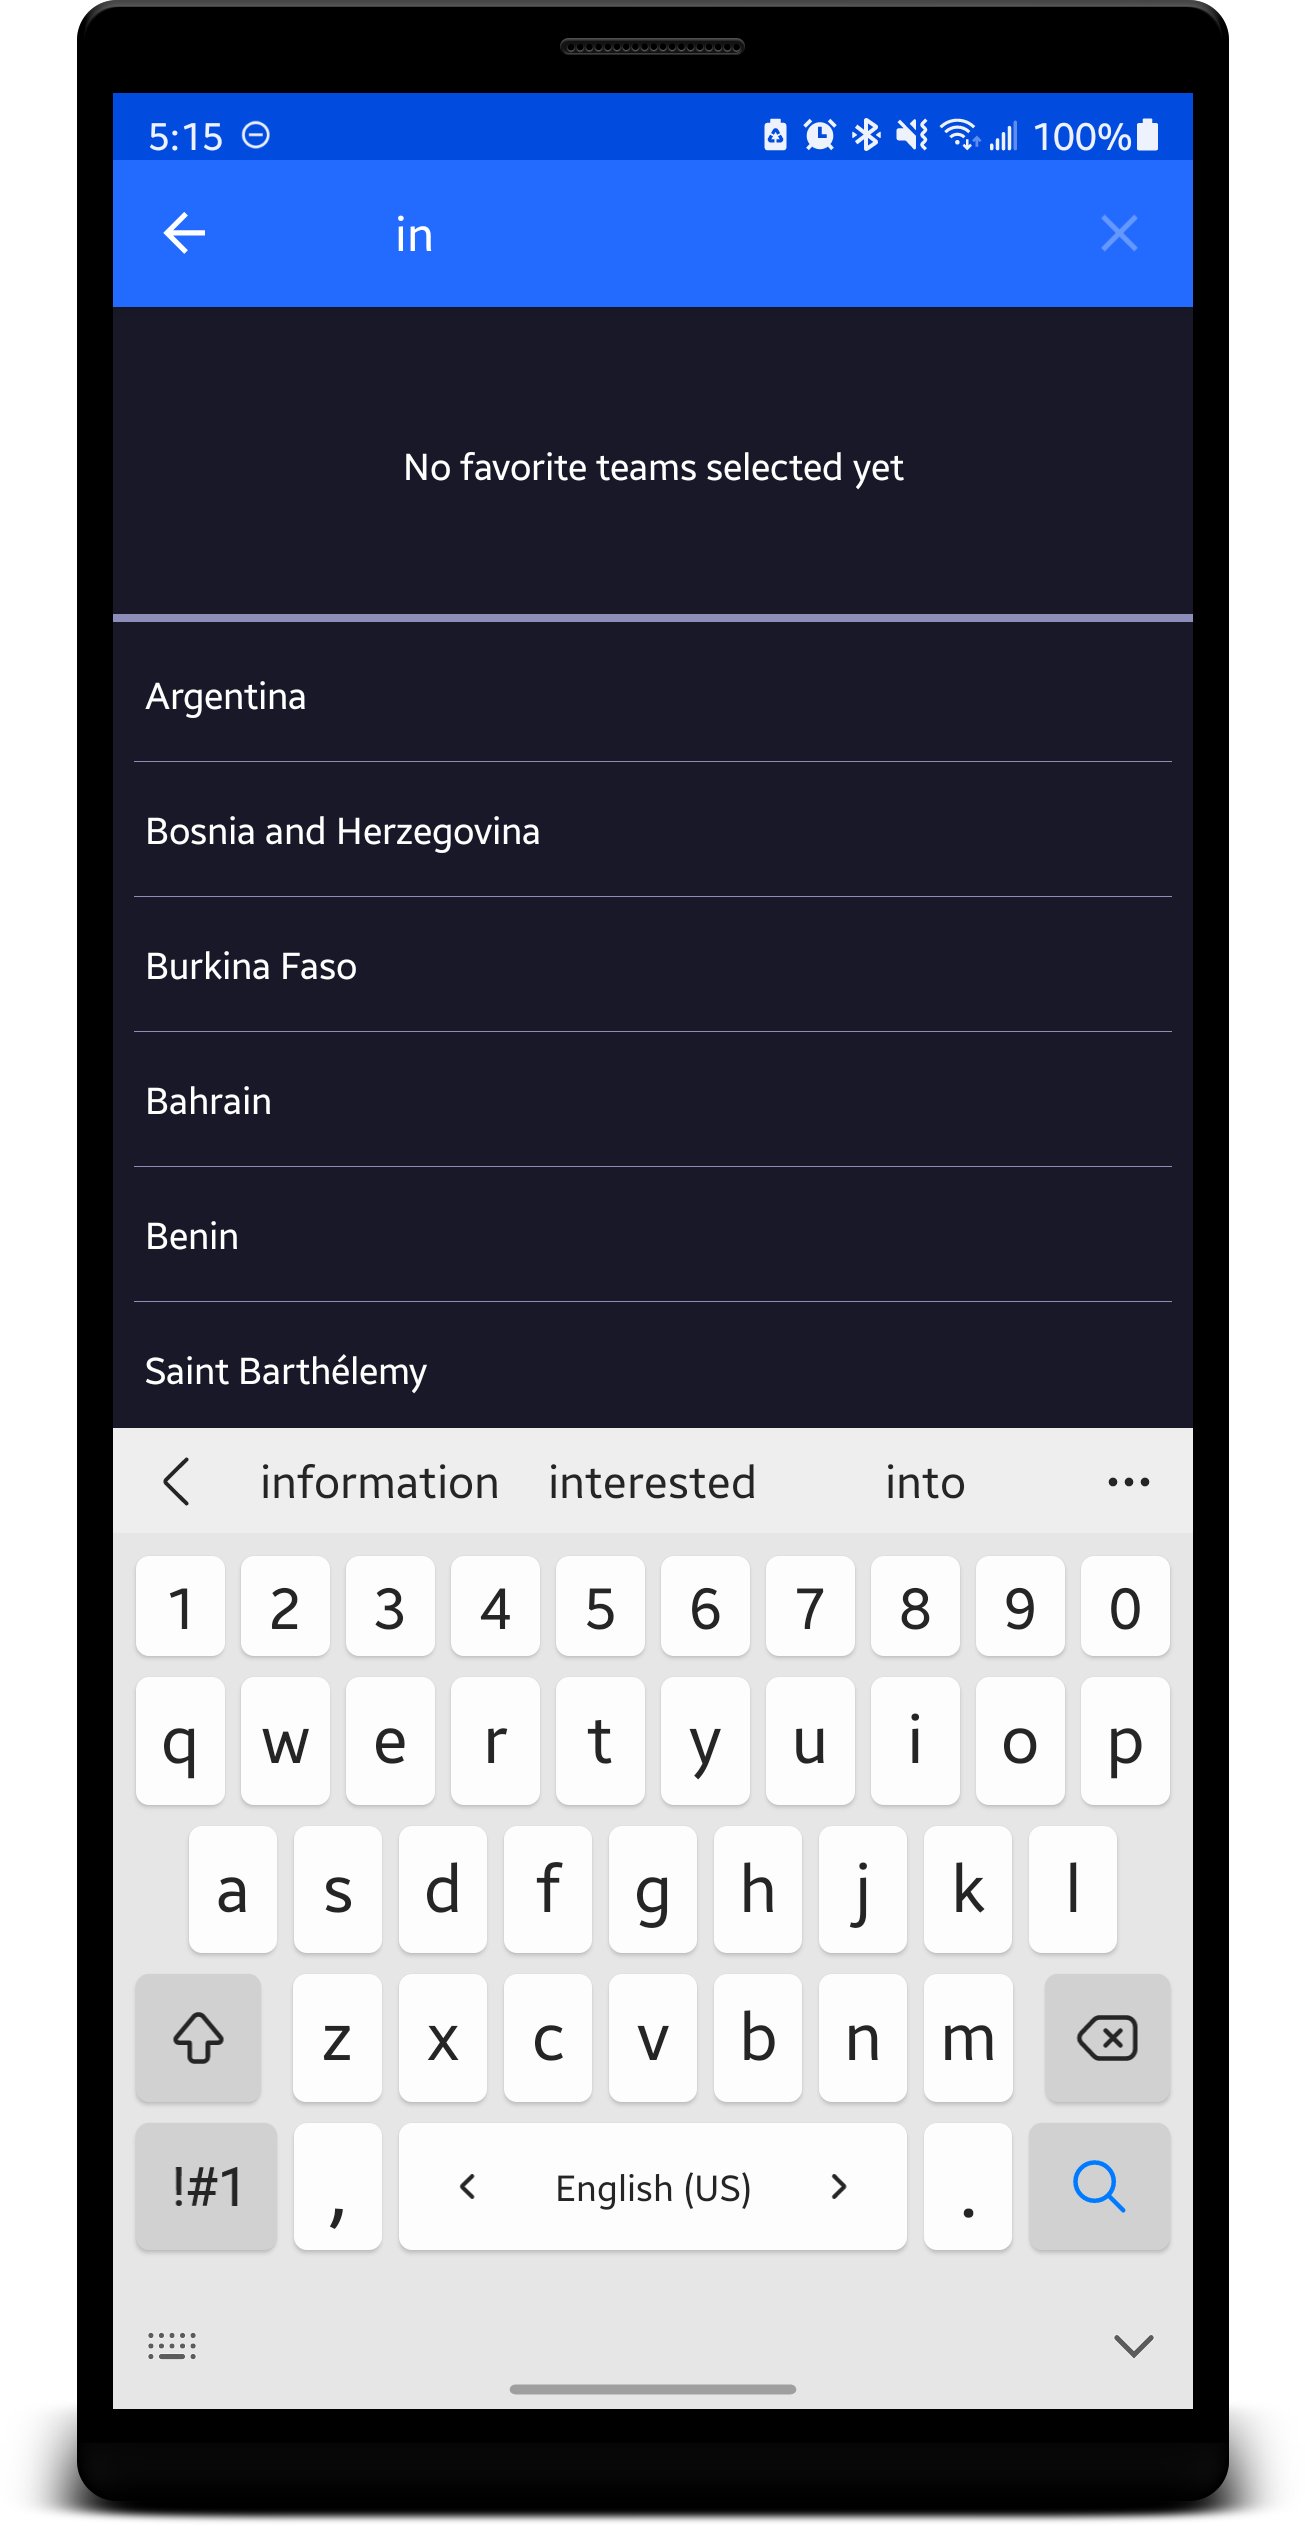 5:15 100%
in
No favorite teams selected yet
Argentina
Bosnia and Herzegovina
Burkina Faso
Bahrain
Benin
Saint Barthélemy
information interested into
1 2 3 4 5 6 7 8 9 0
q w e r t y u i o p
a s d f g h j k l
z x c v b n m
!#1 , English (US) .